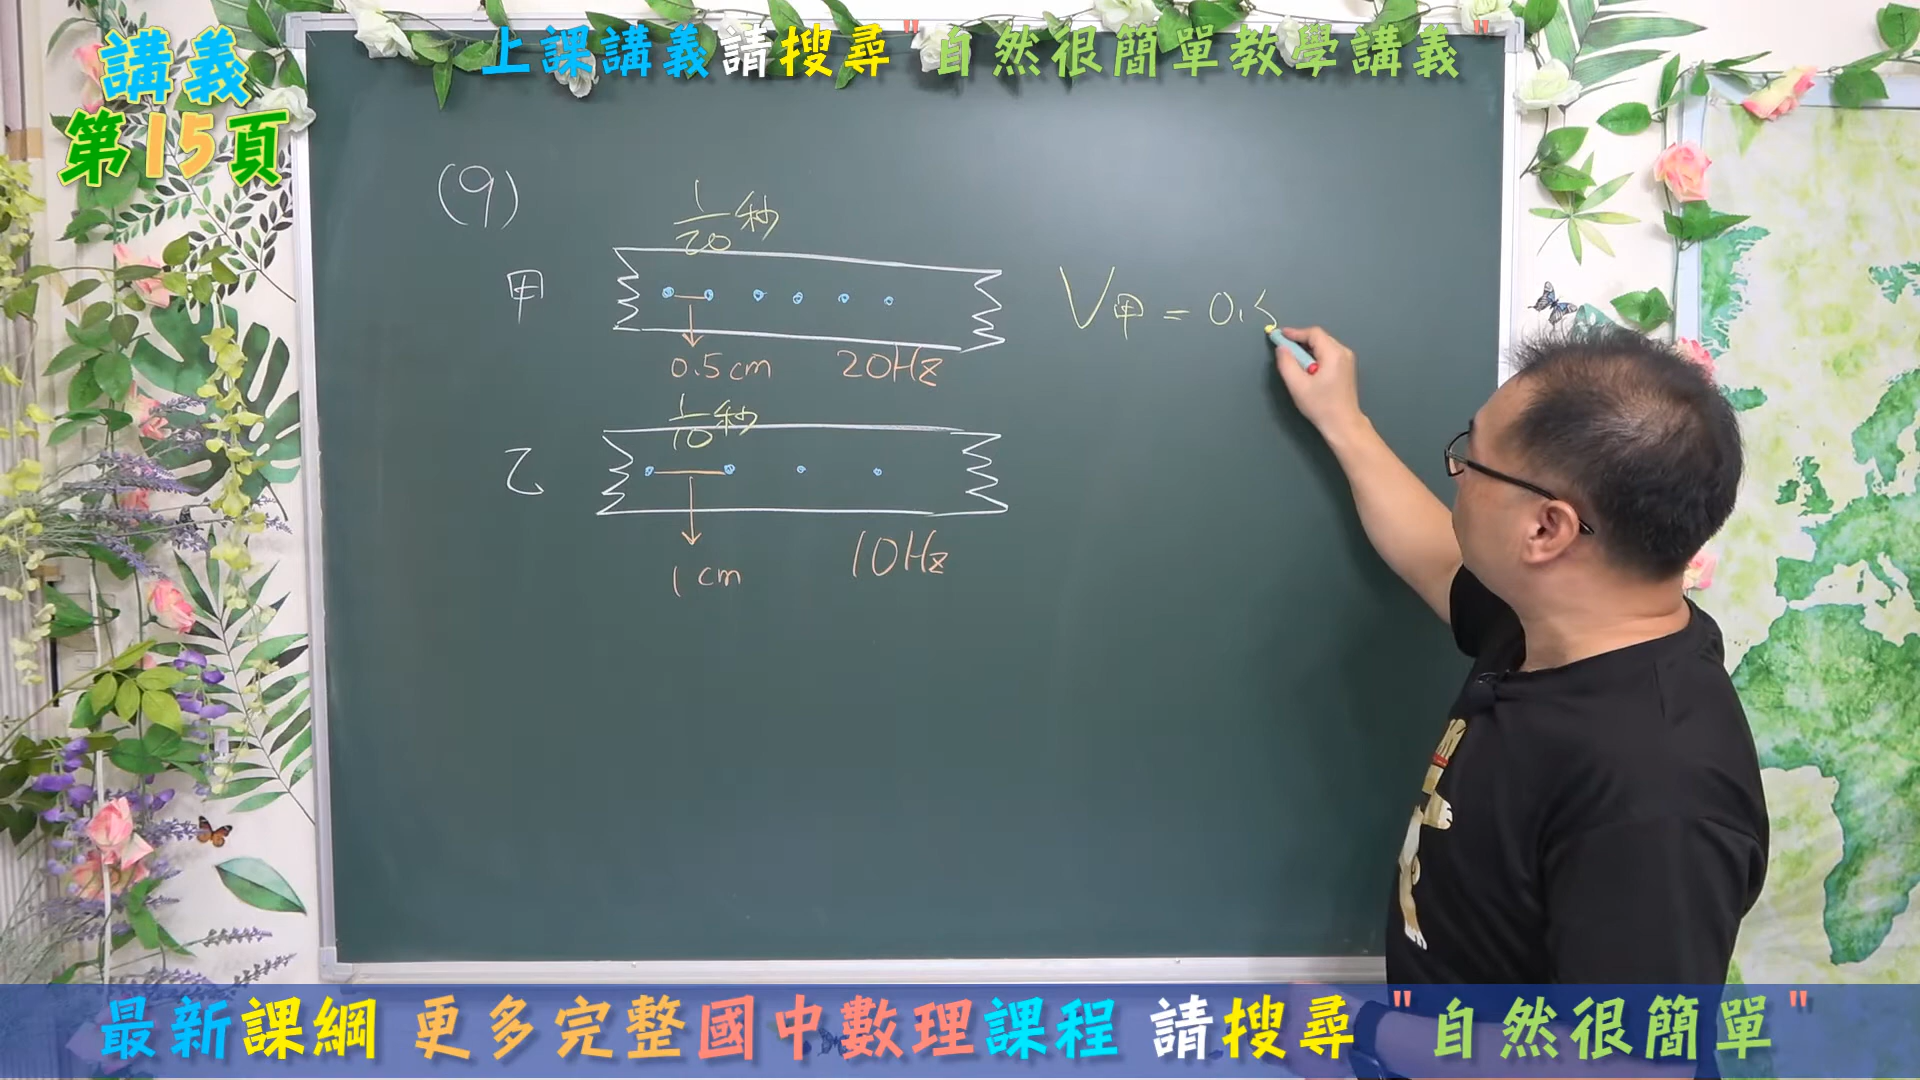 上課講義請搜尋"自然很簡單教學講義"
講義
第15頁
(9)
1/20秒
甲
V甲 = 0.5
0.5cm 20Hz
1/10秒
乙
1cm 10Hz
最新課綱 更多完整國中數理課程 請搜尋"自然很簡單"